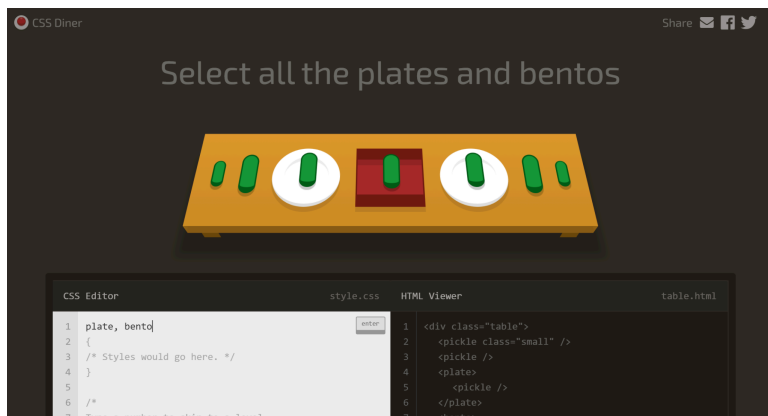 CSS Diner
Share
Select all the plates and bentos
CSS Editor style.css
1 plate, bento
enter
2 {
3 /* Styles would go here. */
4 }
5
6 /*
HTML Viewer table.html
1 <div class="table">
2 <pickle class="small" />
3 <pickle />
4 <plate>
5 <pickle />
6 </plate>